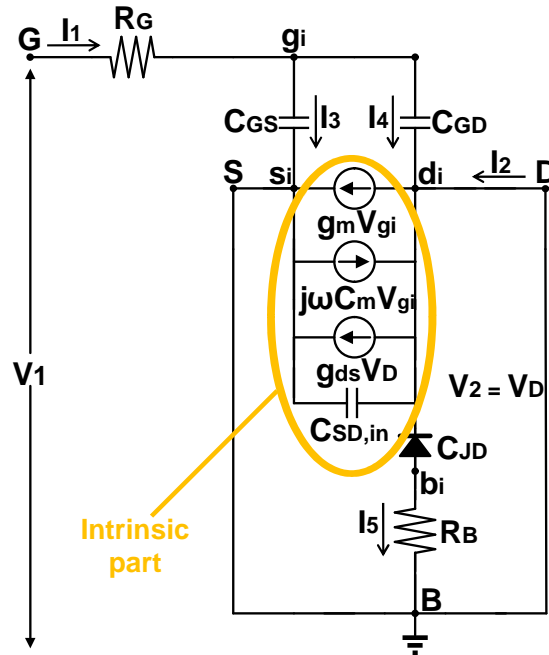 RG
G I1 gi
CGS I3 I4 CGD
S si di I2 D
gmVgi
jωCmVgi
gdsVD
V1 V2 = VD
CSD,in CJD
bi
Intrinsic
part
I5 RB
B